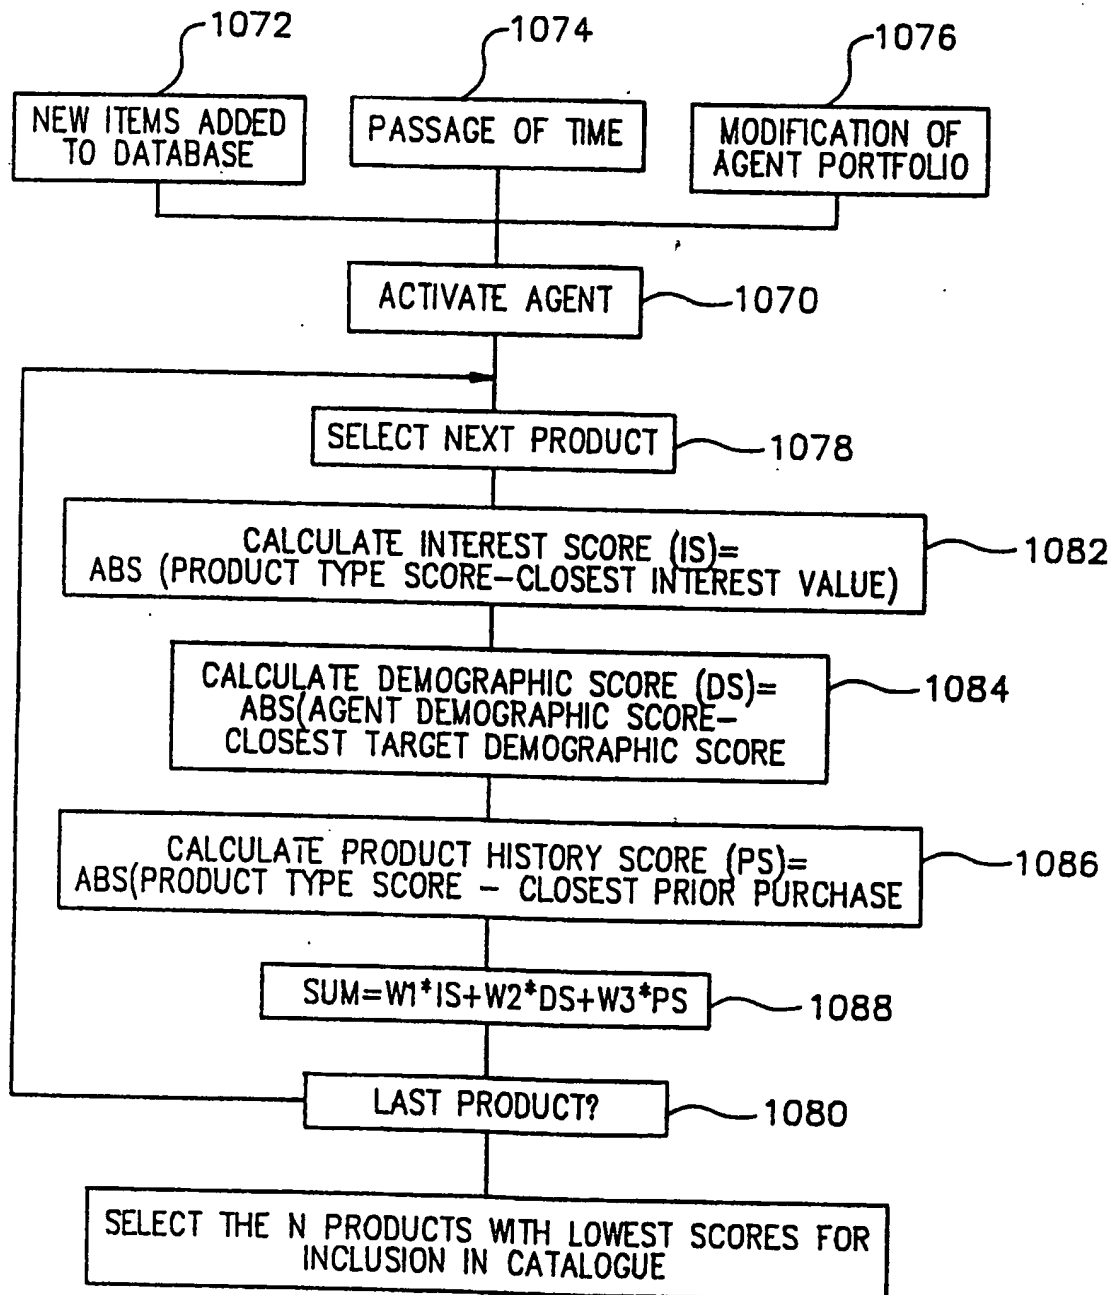 1072
1074
1076
NEW ITEMS ADDED
TO DATABASE
PASSAGE OF TIME
MODIFICATION OF
AGENT PORTFOLIO
ACTIVATE AGENT
1070
SELECT NEXT PRODUCT
1078
CALCULATE INTEREST SCORE (IS)=
ABS (PRODUCT TYPE SCORE-CLOSEST INTEREST VALUE)
1082
CALCULATE DEMOGRAPHIC SCORE (DS)=
ABS(AGENT DEMOGRAPHIC SCORE-
CLOSEST TARGET DEMOGRAPHIC SCORE
1084
CALCULATE PRODUCT HISTORY SCORE (PS)=
ABS(PRODUCT TYPE SCORE - CLOSEST PRIOR PURCHASE
1086
SUM=W1*IS+W2*DS+W3*PS
1088
LAST PRODUCT?
1080
SELECT THE N PRODUCTS WITH LOWEST SCORES FOR
INCLUSION IN CATALOGUE